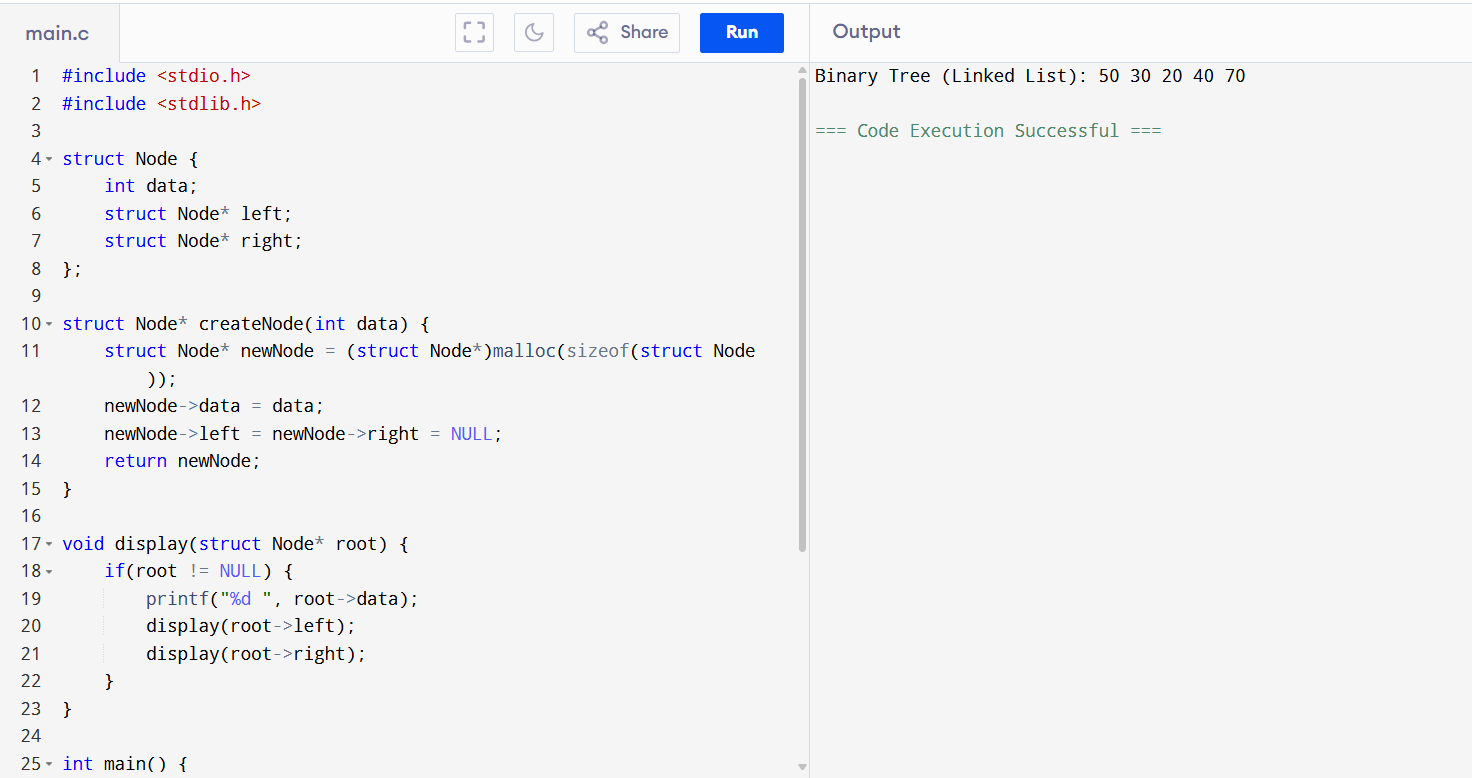 main.c
Share
Run
Output
1 #include <stdio.h>
2 #include <stdlib.h>
3
4 struct Node {
5     int data;
6     struct Node* left;
7     struct Node* right;
8 };
9
10 struct Node* createNode(int data) {
11     struct Node* newNode = (struct Node*)malloc(sizeof(struct Node
        ));
12     newNode->data = data;
13     newNode->left = newNode->right = NULL;
14     return newNode;
15 }
16
17 void display(struct Node* root) {
18     if(root != NULL) {
19         printf("%d ", root->data);
20         display(root->left);
21         display(root->right);
22     }
23 }
24
25 int main() {
Binary Tree (Linked List): 50 30 20 40 70
=== Code Execution Successful ===